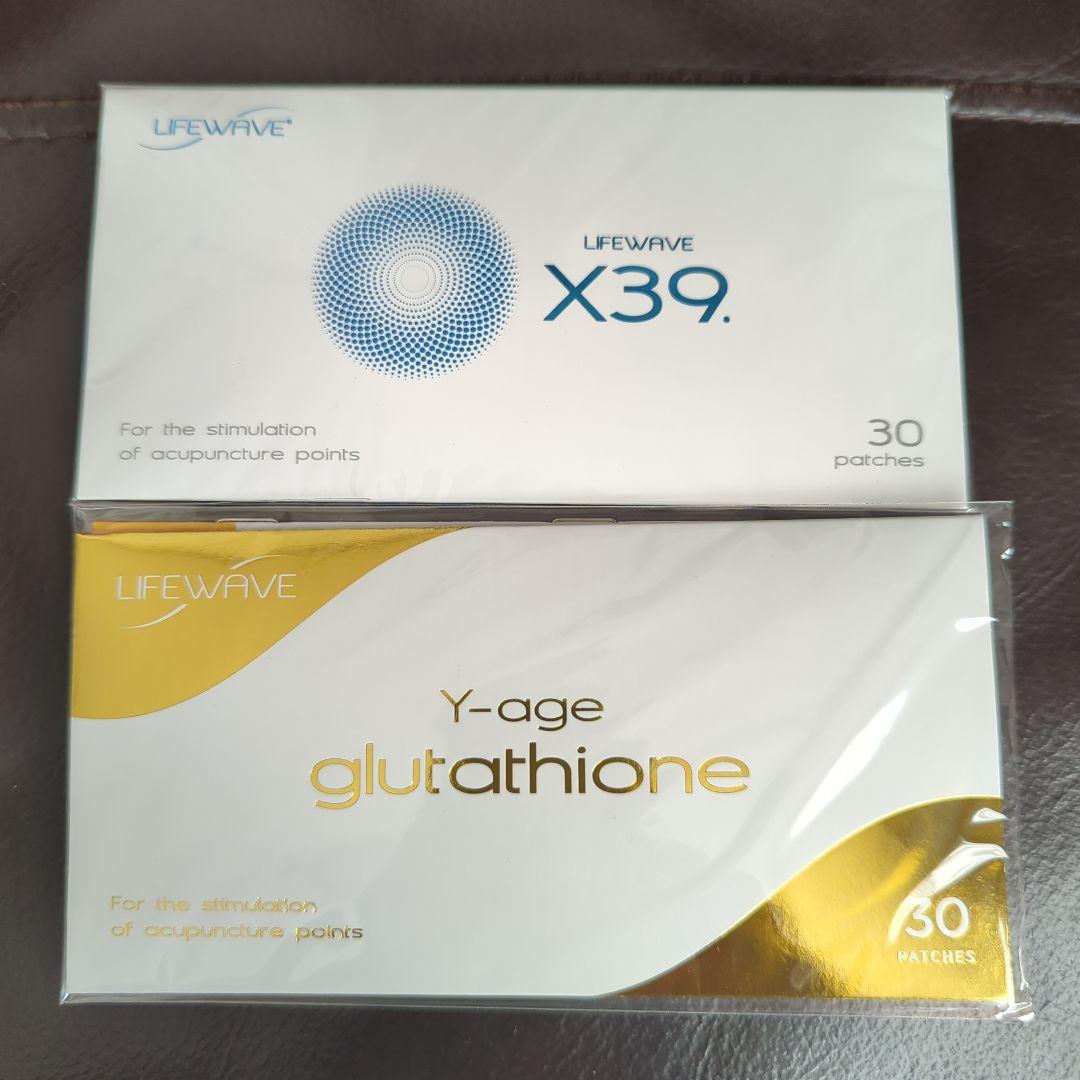 LIFEWAVE®
LIFEWAVE
X39.
For the stimulation
of acupuncture points
30
patches
LIFEWAVE
Y-age
glutathione
For the stimulation
of acupuncture points
30
PATCHES